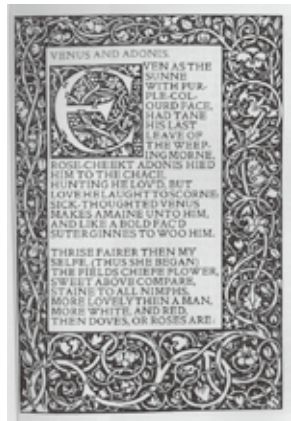 VENUS AND ADONIS.
EVEN AS THE
SUNNE
WITH PUR-
PLE-COL-
OURD FACE,
HAD TANE
HIS LAST
LEAVE OF
THE WEEP-
ING MORNE,
ROSE-CHEEKT ADONIS HIED
HIM TO THE CHACE,
HUNTING HE LOV'D, BUT
LOVE HE LAUGHT TO SCORNE:
SICK-THOUGHTED VENUS
MAKES AMAINE UNTO HIM,
AND LIKE A BOLD FAC'D
SUTER GINNES TO WOO HIM.
THRISE FAIRER THEN MY
SELFE, (THUS SHE BEGAN)
THE FIELDS CHIEFE FLOWER,
SWEET ABOVE COMPARE,
STAINE TO ALL NIMPHS,
MORE LOVELY THEN A MAN,
MORE WHITE, AND RED,
THEN DOVES, OR ROSES ARE: